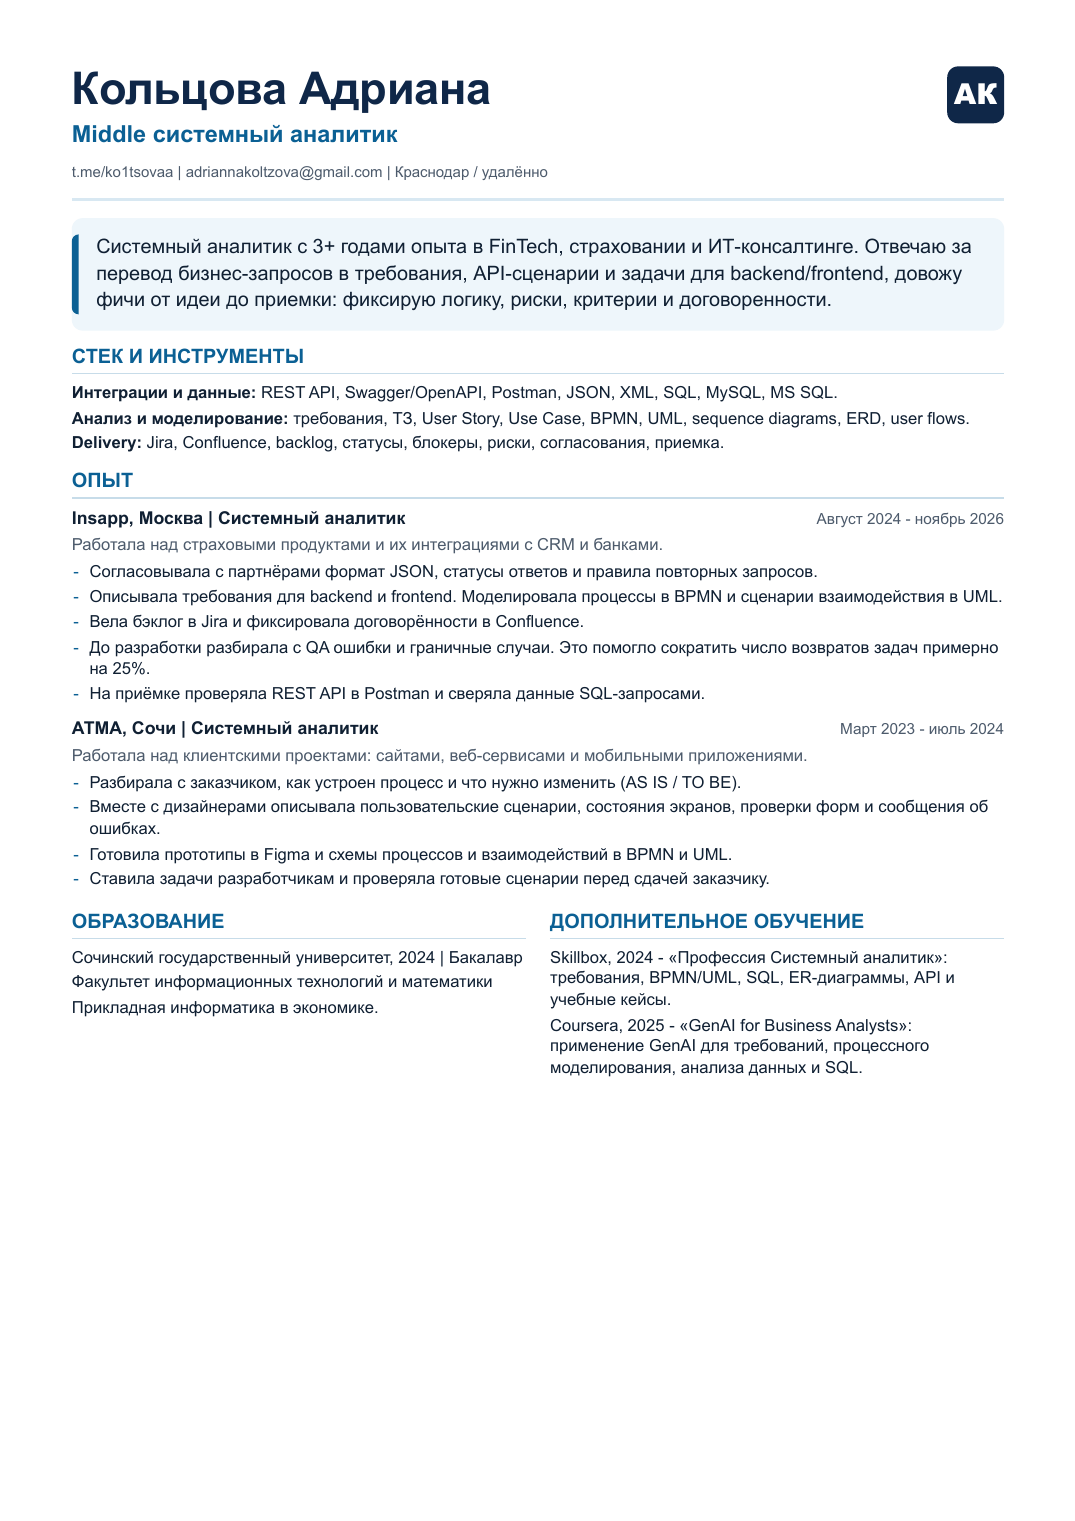 Кольцова Адриана
АК
Middle системный аналитик
t.me/ko1tsovaa | adriannakoltzova@gmail.com | Краснодар / удалённо
Системный аналитик с 3+ годами опыта в FinTech, страховании и ИТ-консалтинге. Отвечаю за
перевод бизнес-запросов в требования, API-сценарии и задачи для backend/frontend, довожу
фичи от идеи до приемки: фиксирую логику, риски, критерии и договоренности.
СТЕК И ИНСТРУМЕНТЫ
Интеграции и данные: REST API, Swagger/OpenAPI, Postman, JSON, XML, SQL, MySQL, MS SQL.
Анализ и моделирование: требования, ТЗ, User Story, Use Case, BPMN, UML, sequence diagrams, ERD, user flows.
Delivery: Jira, Confluence, backlog, статусы, блокеры, риски, согласования, приемка.
ОПЫТ
Insapp, Москва | Системный аналитик Август 2024 - ноябрь 2026
Работала над страховыми продуктами и их интеграциями с CRM и банками.
- Согласовывала с партнёрами формат JSON, статусы ответов и правила повторных запросов.
- Описывала требования для backend и frontend. Моделировала процессы в BPMN и сценарии взаимодействия в UML.
- Вела бэклог в Jira и фиксировала договорённости в Confluence.
- До разработки разбирала с QA ошибки и граничные случаи. Это помогло сократить число возвратов задач примерно
на 25%.
- На приёмке проверяла REST API в Postman и сверяла данные SQL-запросами.
АТМА, Сочи | Системный аналитик Март 2023 - июль 2024
Работала над клиентскими проектами: сайтами, веб-сервисами и мобильными приложениями.
- Разбирала с заказчиком, как устроен процесс и что нужно изменить (AS IS / TO BE).
- Вместе с дизайнерами описывала пользовательские сценарии, состояния экранов, проверки форм и сообщения об
ошибках.
- Готовила прототипы в Figma и схемы процессов и взаимодействий в BPMN и UML.
- Ставила задачи разработчикам и проверяла готовые сценарии перед сдачей заказчику.
ОБРАЗОВАНИЕ
Сочинский государственный университет, 2024 | Бакалавр
Факультет информационных технологий и математики
Прикладная информатика в экономике.
ДОПОЛНИТЕЛЬНОЕ ОБУЧЕНИЕ
Skillbox, 2024 - «Профессия Системный аналитик»:
требования, BPMN/UML, SQL, ER-диаграммы, API и
учебные кейсы.
Coursera, 2025 - «GenAI for Business Analysts»:
применение GenAI для требований, процессного
моделирования, анализа данных и SQL.